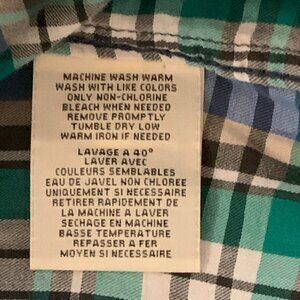 MACHINE WASH WARM
WASH WITH LIKE COLORS
ONLY NON-CHLORINE
BLEACH WHEN NEEDED
REMOVE PROMPTLY
TUMBLE DRY LOW
WARM IRON IF NEEDED
LAVAGE A 40°
LAVER AVEC
COULEURS SEMBLABLES
EAU DE JAVEL NON CHLOREE
UNIQUEMENT SI NECESSAIRE
RETIRER RAPIDEMENT DE
LA MACHINE A LAVER
SECHAGE EN MACHINE
BASSE TEMPERATURE
REPASSER A FER
MOYEN SI NECESSAIRE